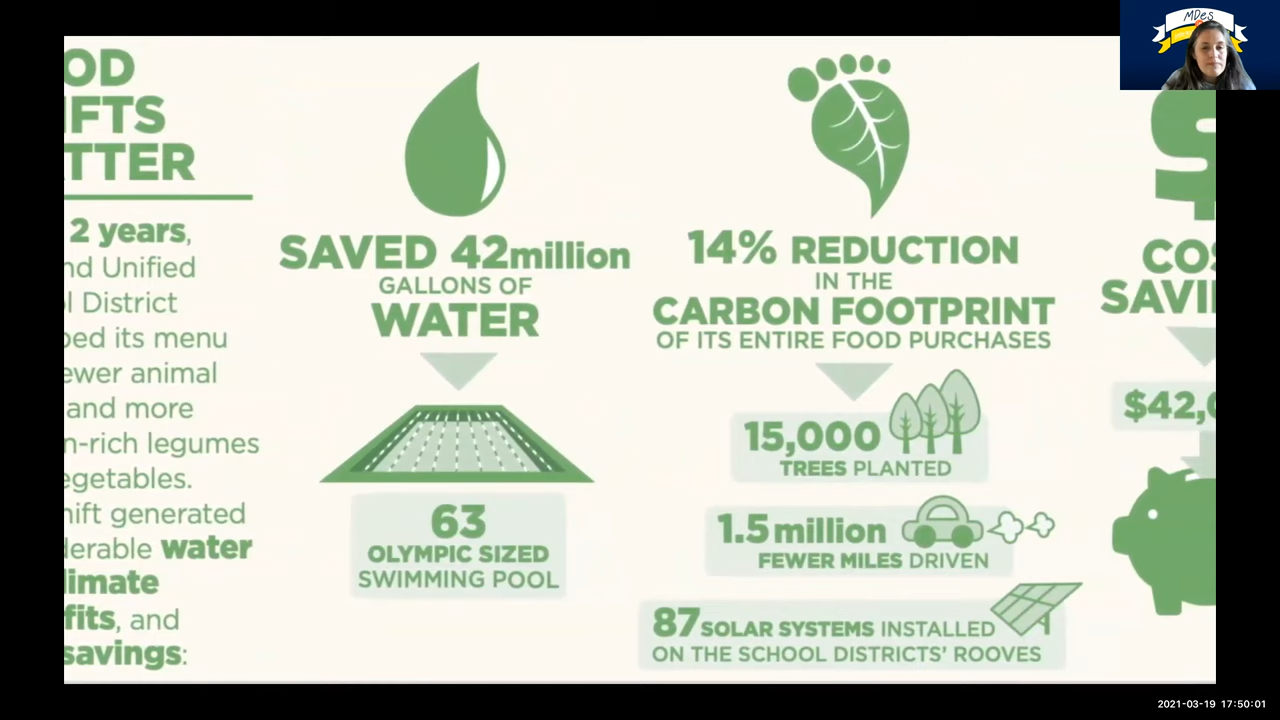 MDes
OD
IFTS
TTER
2 years,
nd Unified
l District
ped its menu
ewer animal
and more
n-rich legumes
egetables.
hift generated
derable water
limate
fits, and
savings:
SAVED 42million
GALLONS OF
WATER
63
OLYMPIC SIZED
SWIMMING POOL
14% REDUCTION
IN THE
CARBON FOOTPRINT
OF ITS ENTIRE FOOD PURCHASES
15,000
TREES PLANTED
1.5 million
FEWER MILES DRIVEN
87 SOLAR SYSTEMS INSTALLED
ON THE SCHOOL DISTRICTS' ROOVES
$
COS
SAVI
$42,0
2021-03-19 17:50:01